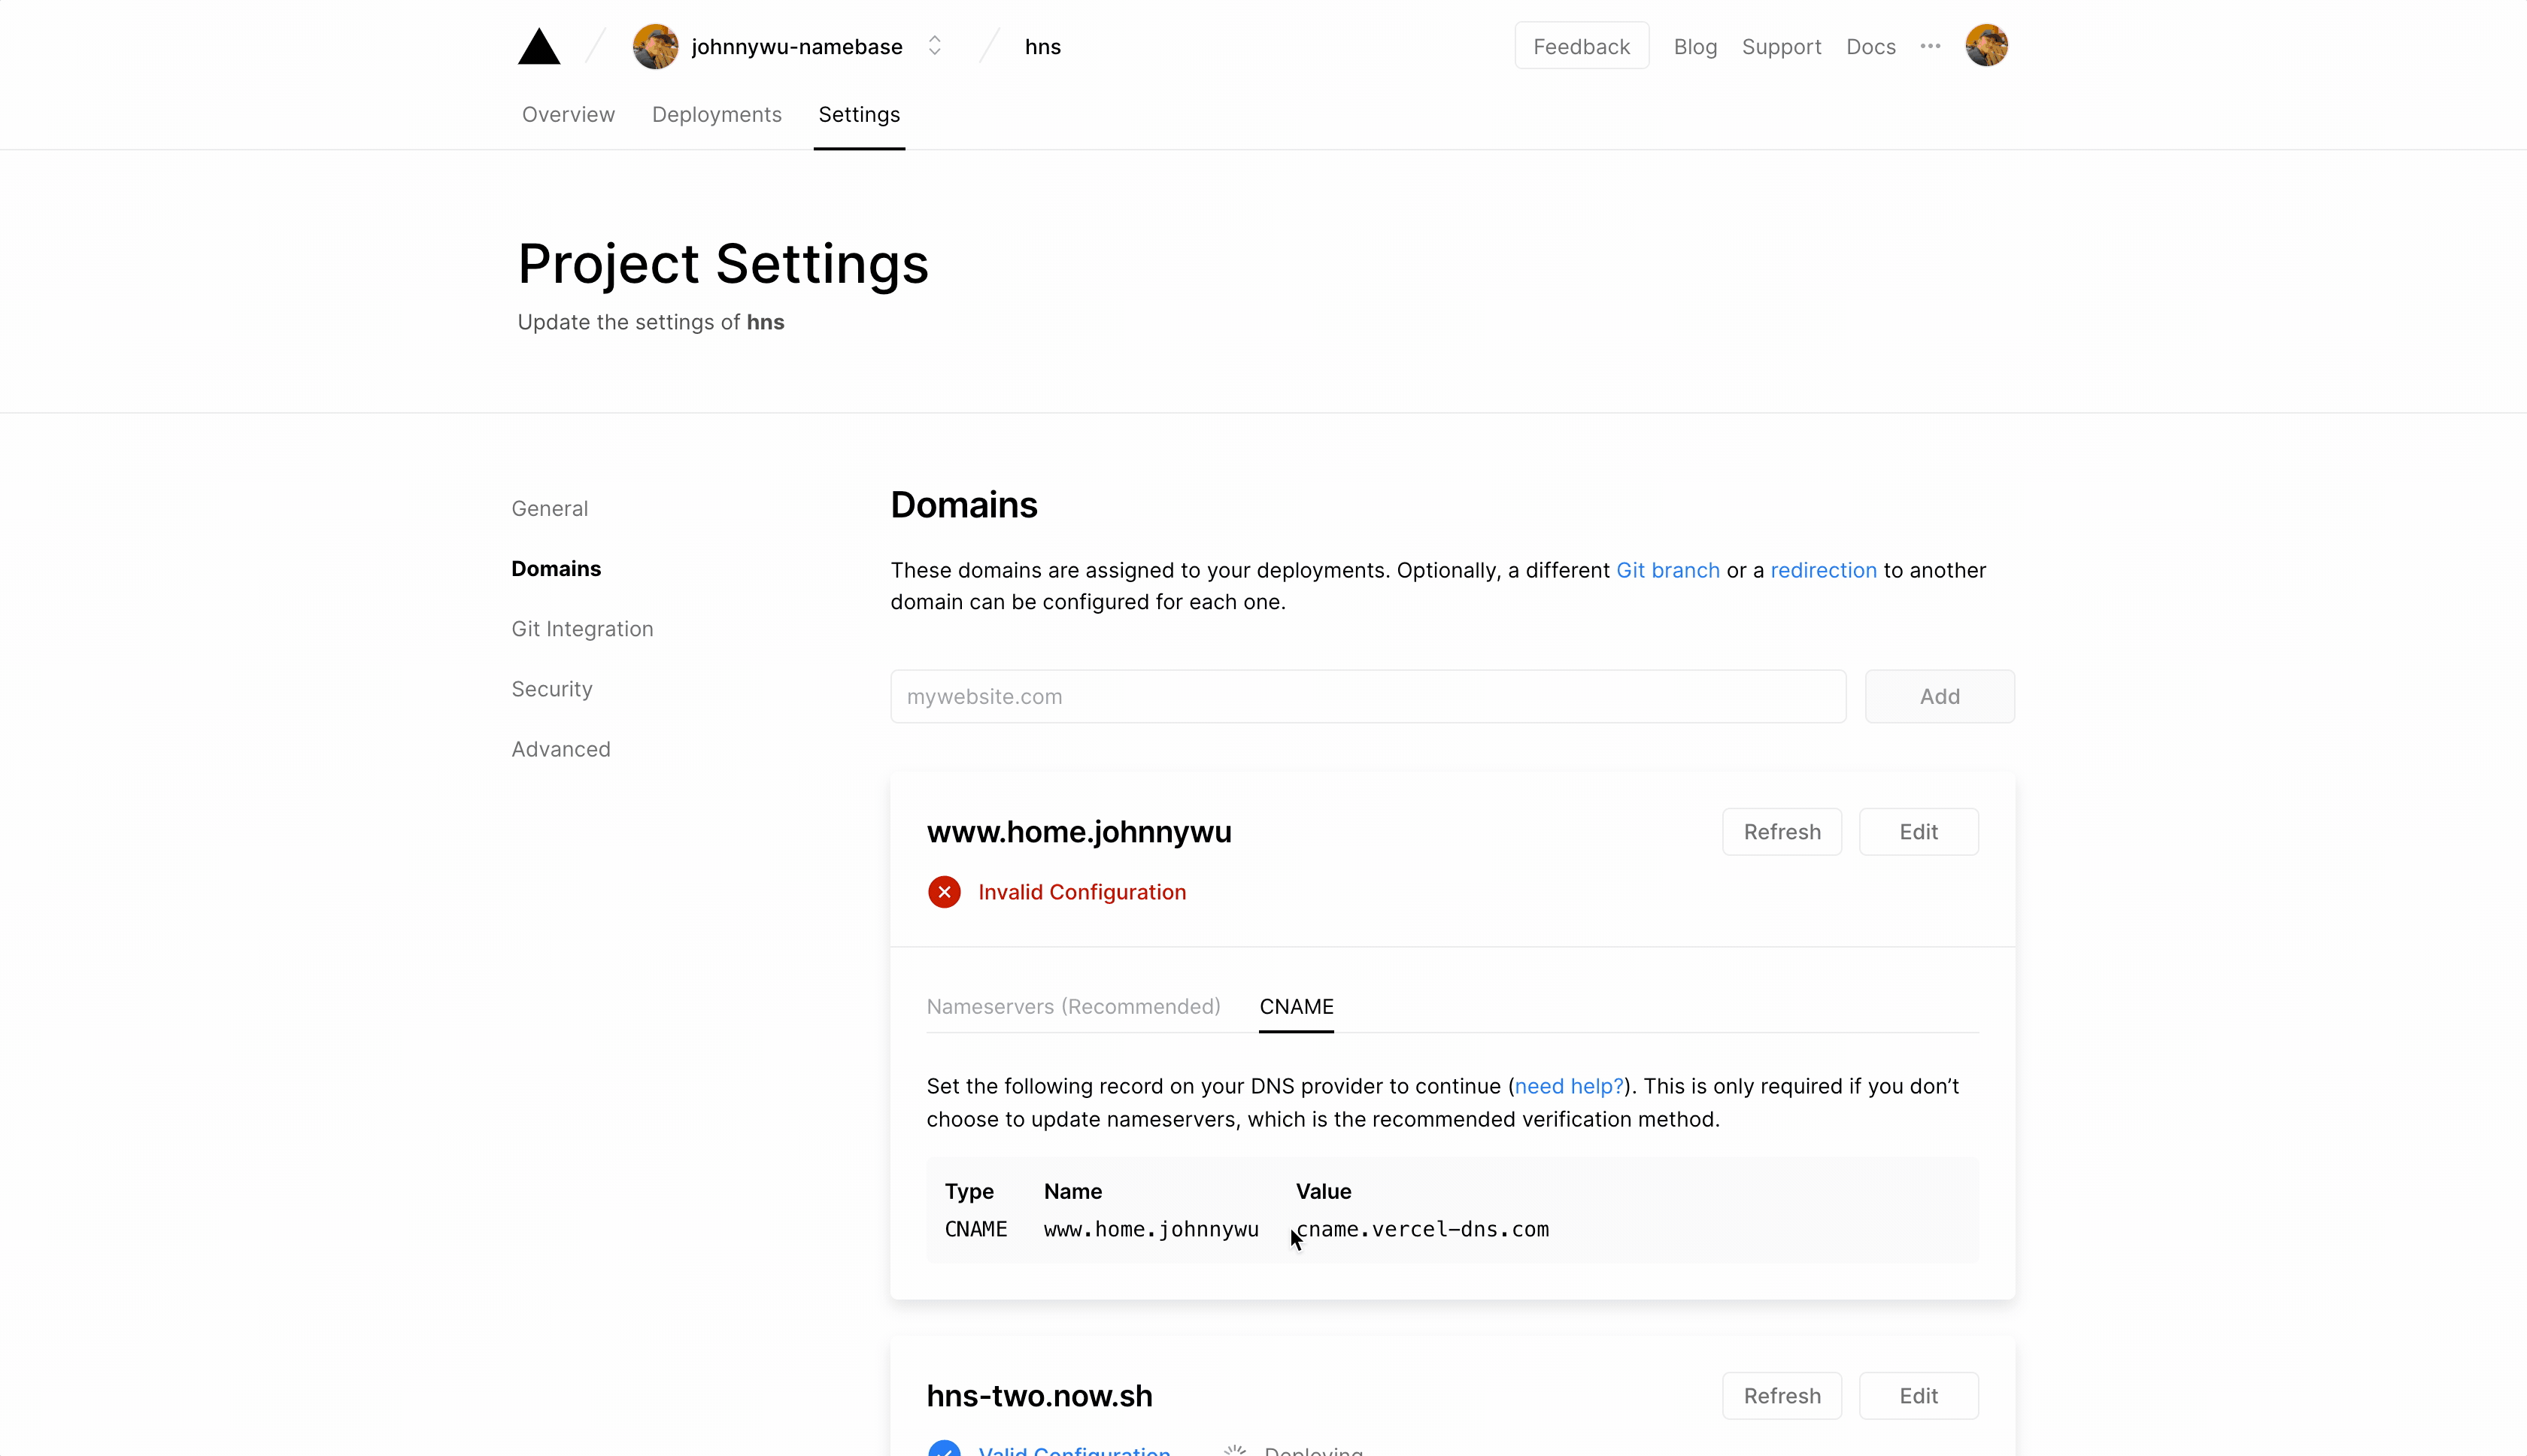 johnnywu-namebase
hns
Feedback
Blog
Support
Docs
Overview
Deployments
Settings
Project Settings
Update the settings of hns
General
Domains
Git Integration
Security
Advanced
Domains
These domains are assigned to your deployments. Optionally, a different Git branch or a redirection to another
domain can be configured for each one.
mywebsite.com
Add
www.home.johnnywu
Refresh
Edit
Invalid Configuration
Nameservers (Recommended)
CNAME
Set the following record on your DNS provider to continue (need help?). This is only required if you don’t
choose to update nameservers, which is the recommended verification method.
Type Name Value
CNAME www.home.johnnywu cname.vercel-dns.com
hns-two.now.sh
Refresh
Edit
Valid Configuration
Deploying